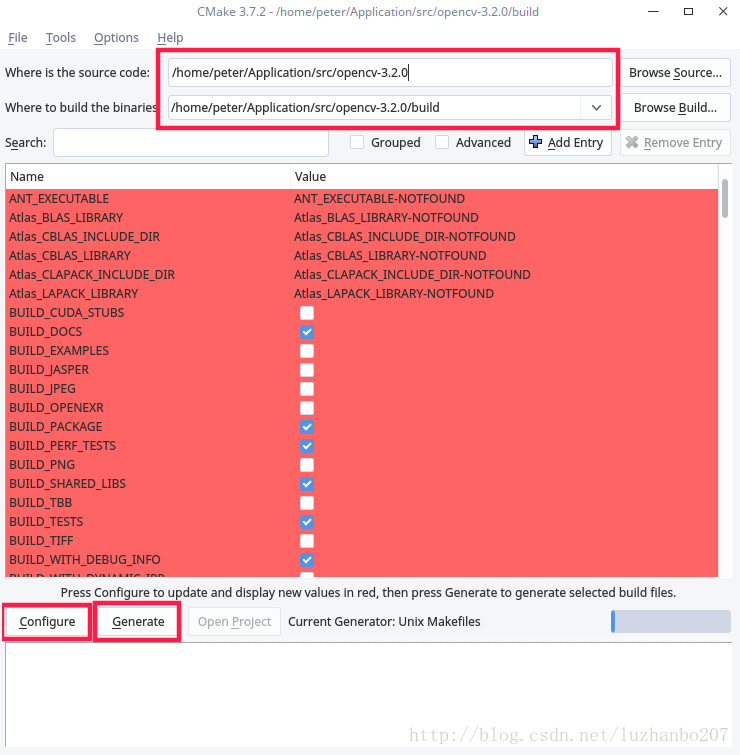 CMake 3.7.2 - /home/peter/Application/src/opencv-3.2.0/build
File Tools Options Help
Where is the source code: /home/peter/Application/src/opencv-3.2.0 Browse Source...
Where to build the binaries: /home/peter/Application/src/opencv-3.2.0/build Browse Build...
Search: Grouped Advanced Add Entry Remove Entry
Name Value
ANT_EXECUTABLE ANT_EXECUTABLE-NOTFOUND
Atlas_BLAS_LIBRARY Atlas_BLAS_LIBRARY-NOTFOUND
Atlas_CBLAS_INCLUDE_DIR Atlas_CBLAS_INCLUDE_DIR-NOTFOUND
Atlas_CBLAS_LIBRARY Atlas_CBLAS_LIBRARY-NOTFOUND
Atlas_CLAPACK_INCLUDE_DIR Atlas_CLAPACK_INCLUDE_DIR-NOTFOUND
Atlas_LAPACK_LIBRARY Atlas_LAPACK_LIBRARY-NOTFOUND
BUILD_CUDA_STUBS
BUILD_DOCS
BUILD_EXAMPLES
BUILD_JASPER
BUILD_JPEG
BUILD_OPENEXR
BUILD_PACKAGE
BUILD_PERF_TESTS
BUILD_PNG
BUILD_SHARED_LIBS
BUILD_TBB
BUILD_TESTS
BUILD_TIFF
BUILD_WITH_DEBUG_INFO
Press Configure to update and display new values in red, then press Generate to generate selected build files.
Configure Generate Open Project Current Generator: Unix Makefiles
http://blog.csdn.net/luzhanbo207